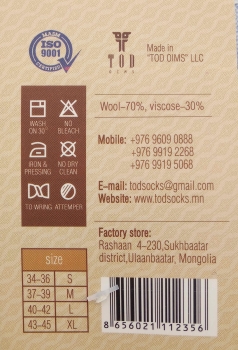 ISO
9001
TOD
OIMS
Made in
"TOD OIMS" LLC
WASH
ON 30°
NO
BLEACH
IRON &
PRESSING
NO DRY
CLEAN
TO WRING
ATTEMPER
Wool-70%, viscose-30%
Mobile: +976 9609 0888
+976 9919 2268
+976 9919 5068
E-mail: todsocks@gmail.com
Website: www.todsocks.mn
Factory store:
Rashaan 4-230,Sukhbaatar
district,Ulaanbaatar, Mongolia
size
34-36 S
37-39 M
40-42 L
43-45 XL
8 656021 112356